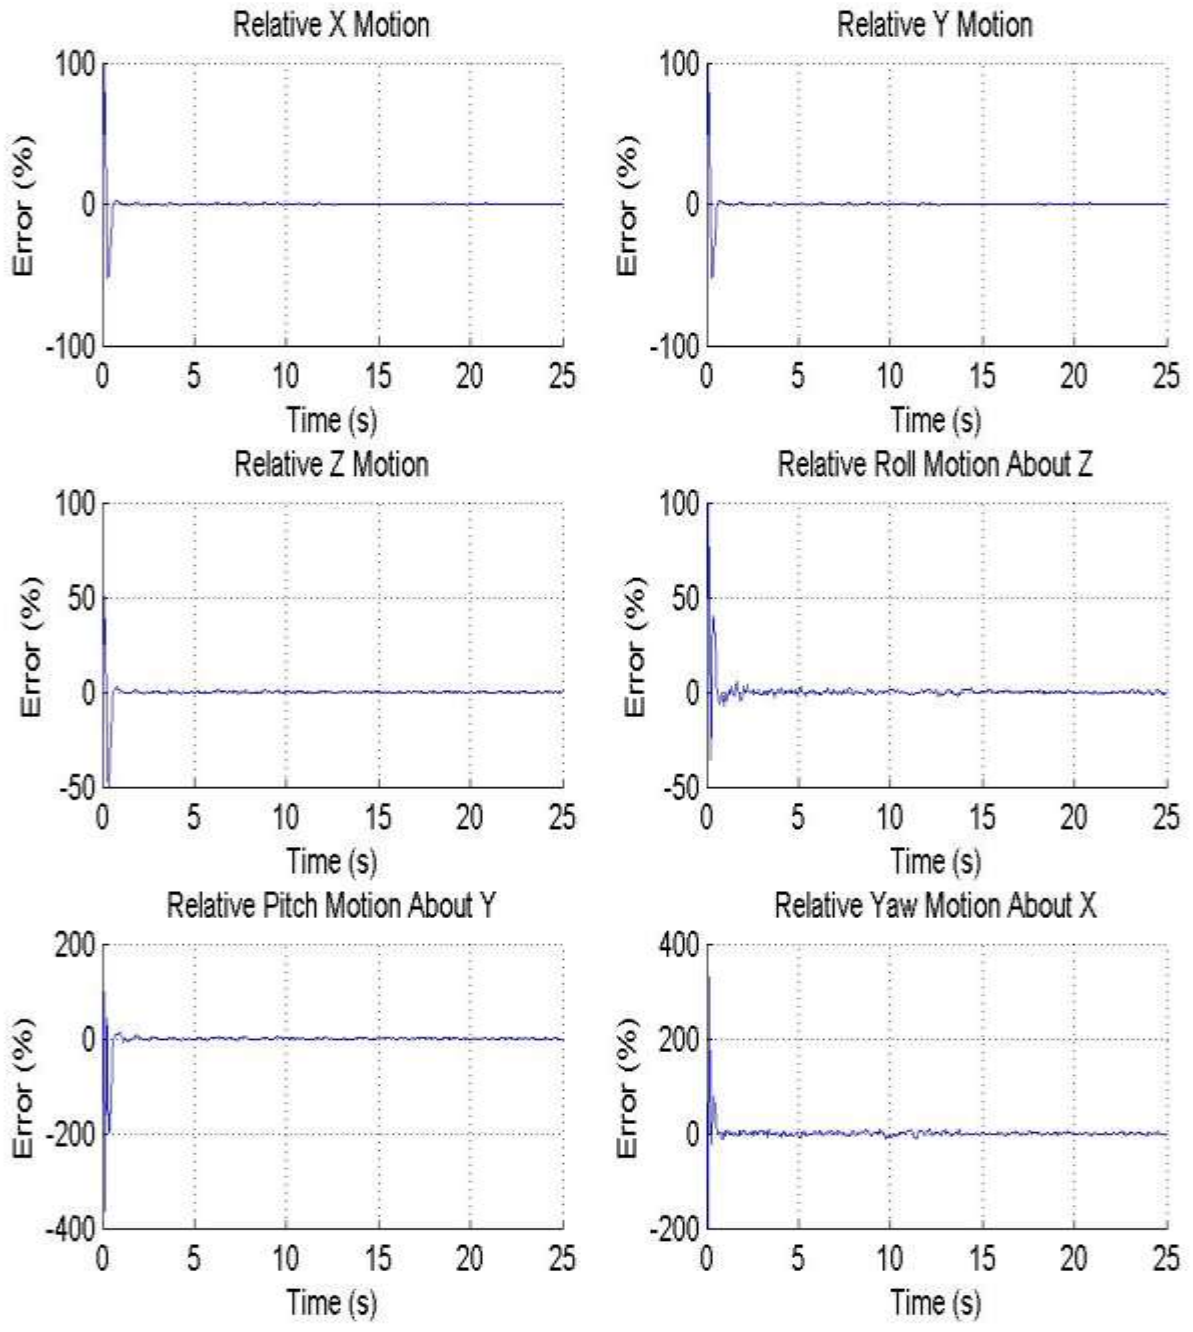 Relative X Motion
100
0
-100
Error (%)
0 5 10 15 20 25
Time (s)
Relative Y Motion
100
0
-100
Error (%)
0 5 10 15 20 25
Time (s)
Relative Z Motion
100
50
0
-50
Error (%)
0 5 10 15 20 25
Time (s)
Relative Roll Motion About Z
100
50
0
-50
Error (%)
0 5 10 15 20 25
Time (s)
Relative Pitch Motion About Y
200
0
-200
-400
Error (%)
0 5 10 15 20 25
Time (s)
Relative Yaw Motion About X
400
200
0
-200
Error (%)
0 5 10 15 20 25
Time (s)